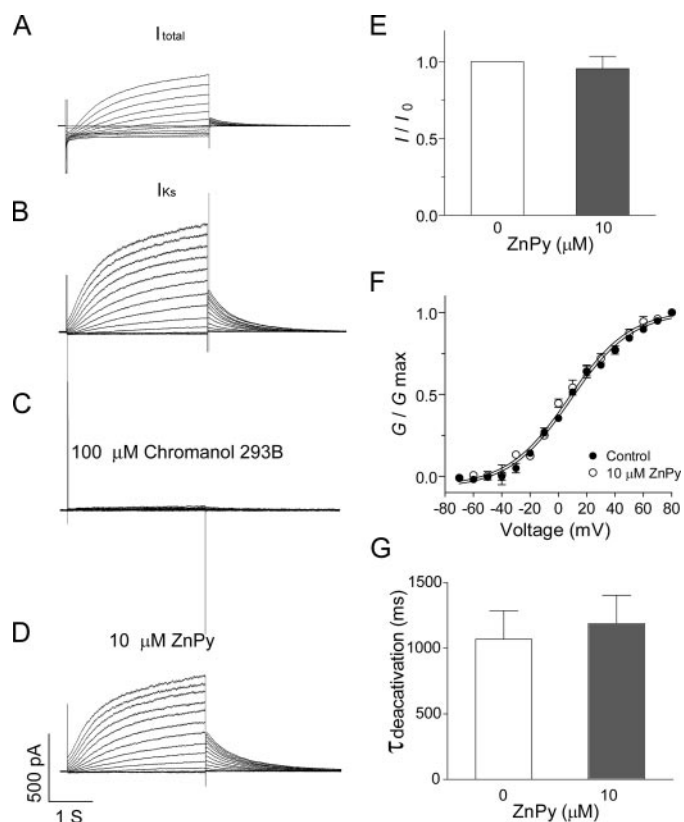 A
I total
B
I Ks
C
100 μM Chromanol 293B
D
10 μM ZnPy
500 pA
1 S
E
I / I 0
1.0
0.5
0.0
0
10
ZnPy (μM)
F
G / G max
1.0
0.5
0.0
Control
10 μM ZnPy
-80 -60 -40 -20 0 20 40 60 80
Voltage (mV)
G
τ deacativation (ms)
1500
1000
500
0
0
10
ZnPy (μM)